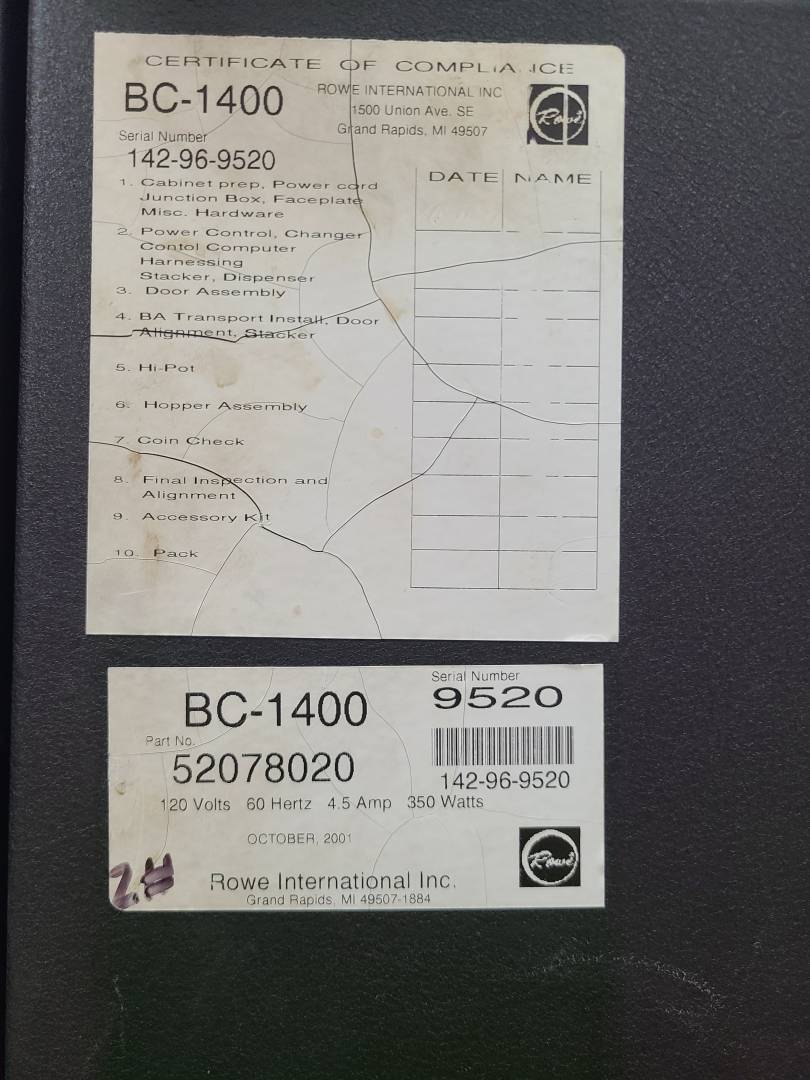 CERTIFICATE OF COMPLIANCE
BC-1400
ROWE INTERNATIONAL INC
1500 Union Ave. SE
Grand Rapids, MI 49507
Rowe
Serial Number
142-96-9520
DATE NAME
1. Cabinet prep, Power cord
Junction Box, Faceplate
Misc. Hardware
2. Power Control, Changer
Contol Computer
Harnessing
Stacker, Dispenser
3. Door Assembly
4. BA Transport Install, Door
Alignment, Stacker
5. Hi-Pot
6. Hopper Assembly
7. Coin Check
8. Final Inspection and
Alignment
9. Accessory Kit
10. Pack
BC-1400
Serial Number
9520
Part No.
52078020
142-96-9520
120 Volts 60 Hertz 4.5 Amp 350 Watts
OCTOBER, 2001
Rowe
Rowe International Inc.
Grand Rapids, MI 49507-1884